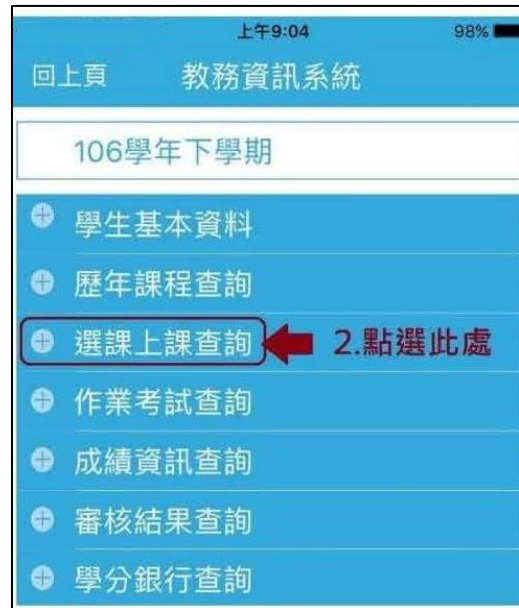 上午9:04 98%
回上頁 教務資訊系統
106學年下學期
學生基本資料
歷年課程查詢
選課上課查詢 2.點選此處
作業考試查詢
成績資訊查詢
審核結果查詢
學分銀行查詢